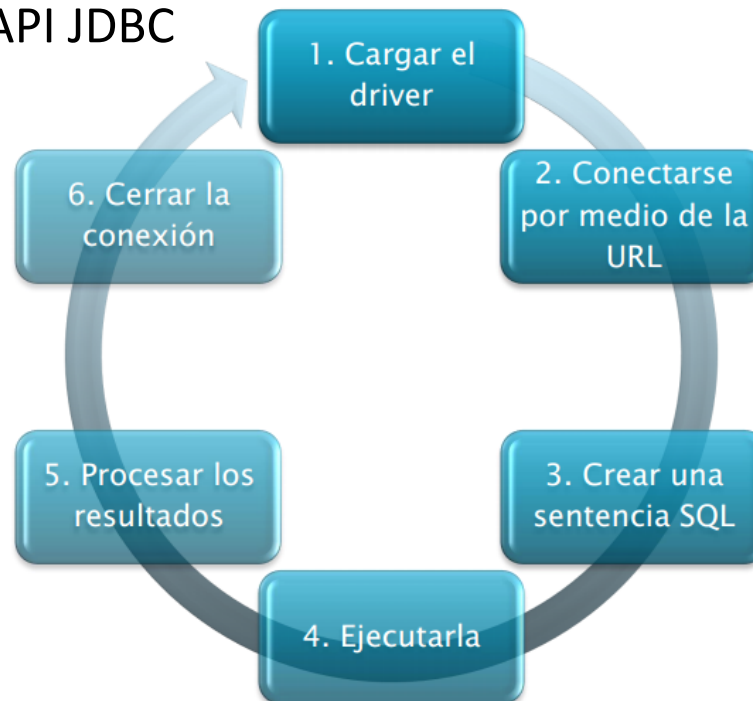 API JDBC
1. Cargar el
driver
2. Conectarse
por medio de la
URL
3. Crear una
sentencia SQL
4. Ejecutarla
5. Procesar los
resultados
6. Cerrar la
conexión